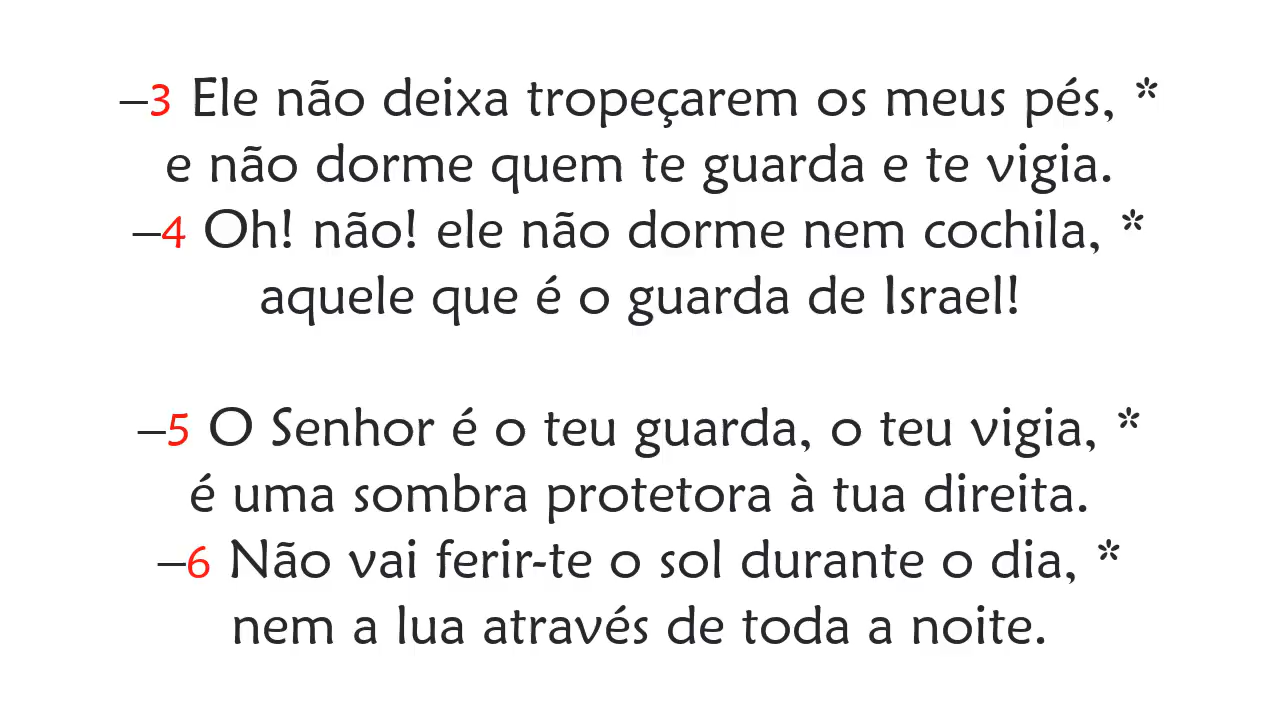 –3 Ele não deixa tropeçarem os meus pés, *
e não dorme quem te guarda e te vigia.
–4 Oh! não! ele não dorme nem cochila, *
aquele que é o guarda de Israel!
–5 O Senhor é o teu guarda, o teu vigia, *
é uma sombra protetora à tua direita.
–6 Não vai ferir-te o sol durante o dia, *
nem a lua através de toda a noite.